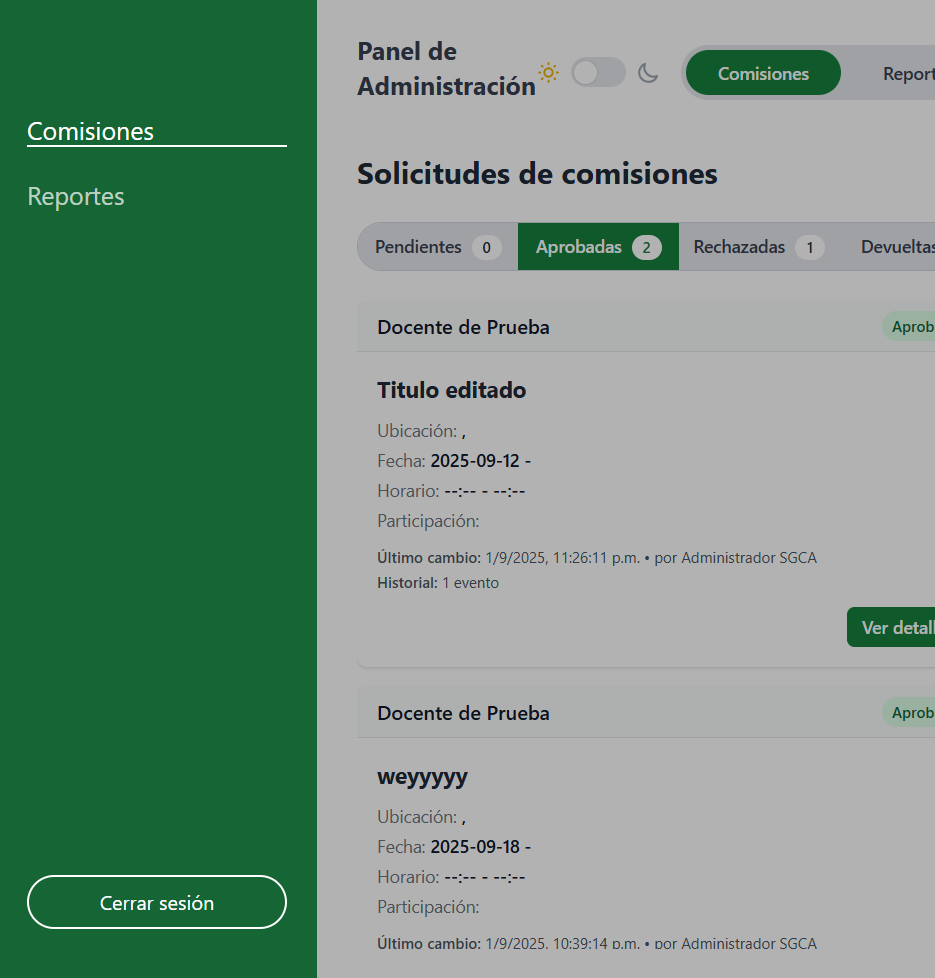 Comisiones
Reportes
Cerrar sesión
Panel de
Administración
Comisiones
Report
Solicitudes de comisiones
Pendientes 0 Aprobadas 2 Rechazadas 1 Devueltas
Docente de Prueba Aprob
Titulo editado
Ubicación: ,
Fecha: 2025-09-12 -
Horario: --:-- - --:--
Participación:
Último cambio: 1/9/2025, 11:26:11 p.m. • por Administrador SGCA
Historial: 1 evento
Ver detall
Docente de Prueba Aprob
weyyyyy
Ubicación: ,
Fecha: 2025-09-18 -
Horario: --:-- - --:--
Participación:
Último cambio: 1/9/2025, 10:39:14 p.m. • por Administrador SGCA